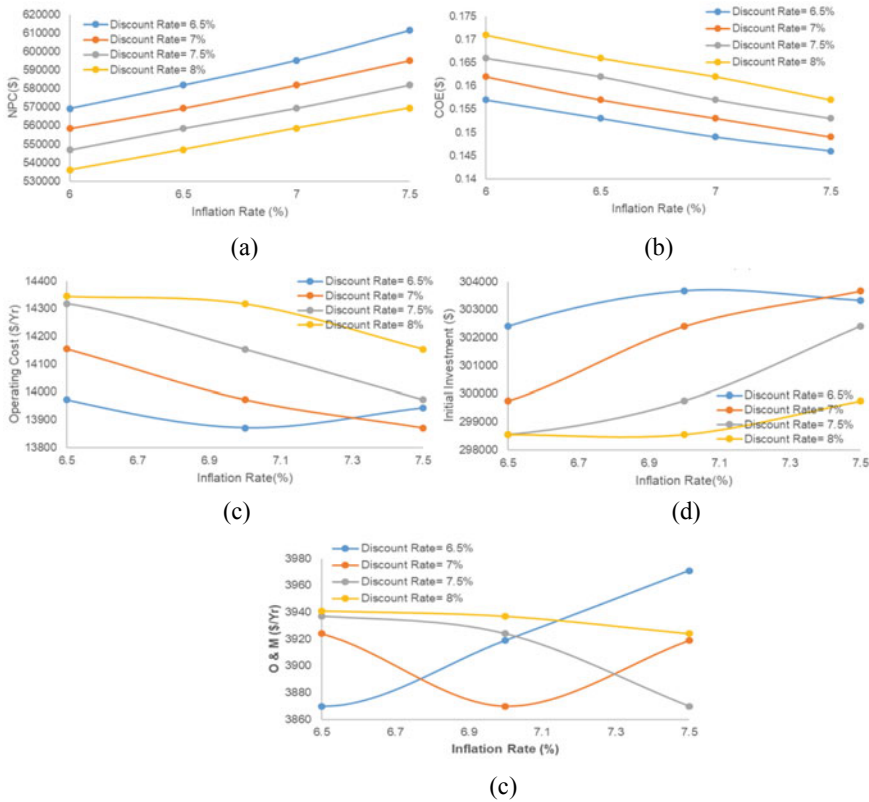 620000
610000
600000
590000
580000
570000
560000
550000
540000
530000
NPC($)
Discount Rate= 6.5%
Discount Rate= 7%
Discount Rate= 7.5%
Discount Rate= 8%
6 6.5 7 7.5
Inflation Rate (%)
(a)
0.175
0.17
0.165
0.16
0.155
0.15
0.145
0.14
COE($)
Discount Rate= 6.5%
Discount Rate= 7%
Discount Rate= 7.5%
Discount Rate= 8%
6 6.5 7 7.5
Inflation Rate (%)
(b)
14400
14300
14200
14100
14000
13900
13800
Operating Cost ($/Yr)
Discount Rate= 6.5%
Discount Rate= 7%
Discount Rate= 7.5%
Discount Rate= 8%
6.5 6.7 6.9 7.1 7.3 7.5
Inflation Rate(%)
(c)
304000
303000
302000
301000
300000
299000
298000
Initial Investment ($)
Discount Rate= 6.5%
Discount Rate= 7%
Discount Rate= 7.5%
Discount Rate= 8%
6.5 6.7 6.9 7.1 7.3 7.5
Inflation Rate(%)
(d)
3980
3960
3940
3920
3900
3880
3860
O & M ($/Yr)
Discount Rate= 6.5%
Discount Rate= 7%
Discount Rate= 7.5%
Discount Rate= 8%
6.5 6.7 6.9 7.1 7.3 7.5
Inflation Rate (%)
(c)